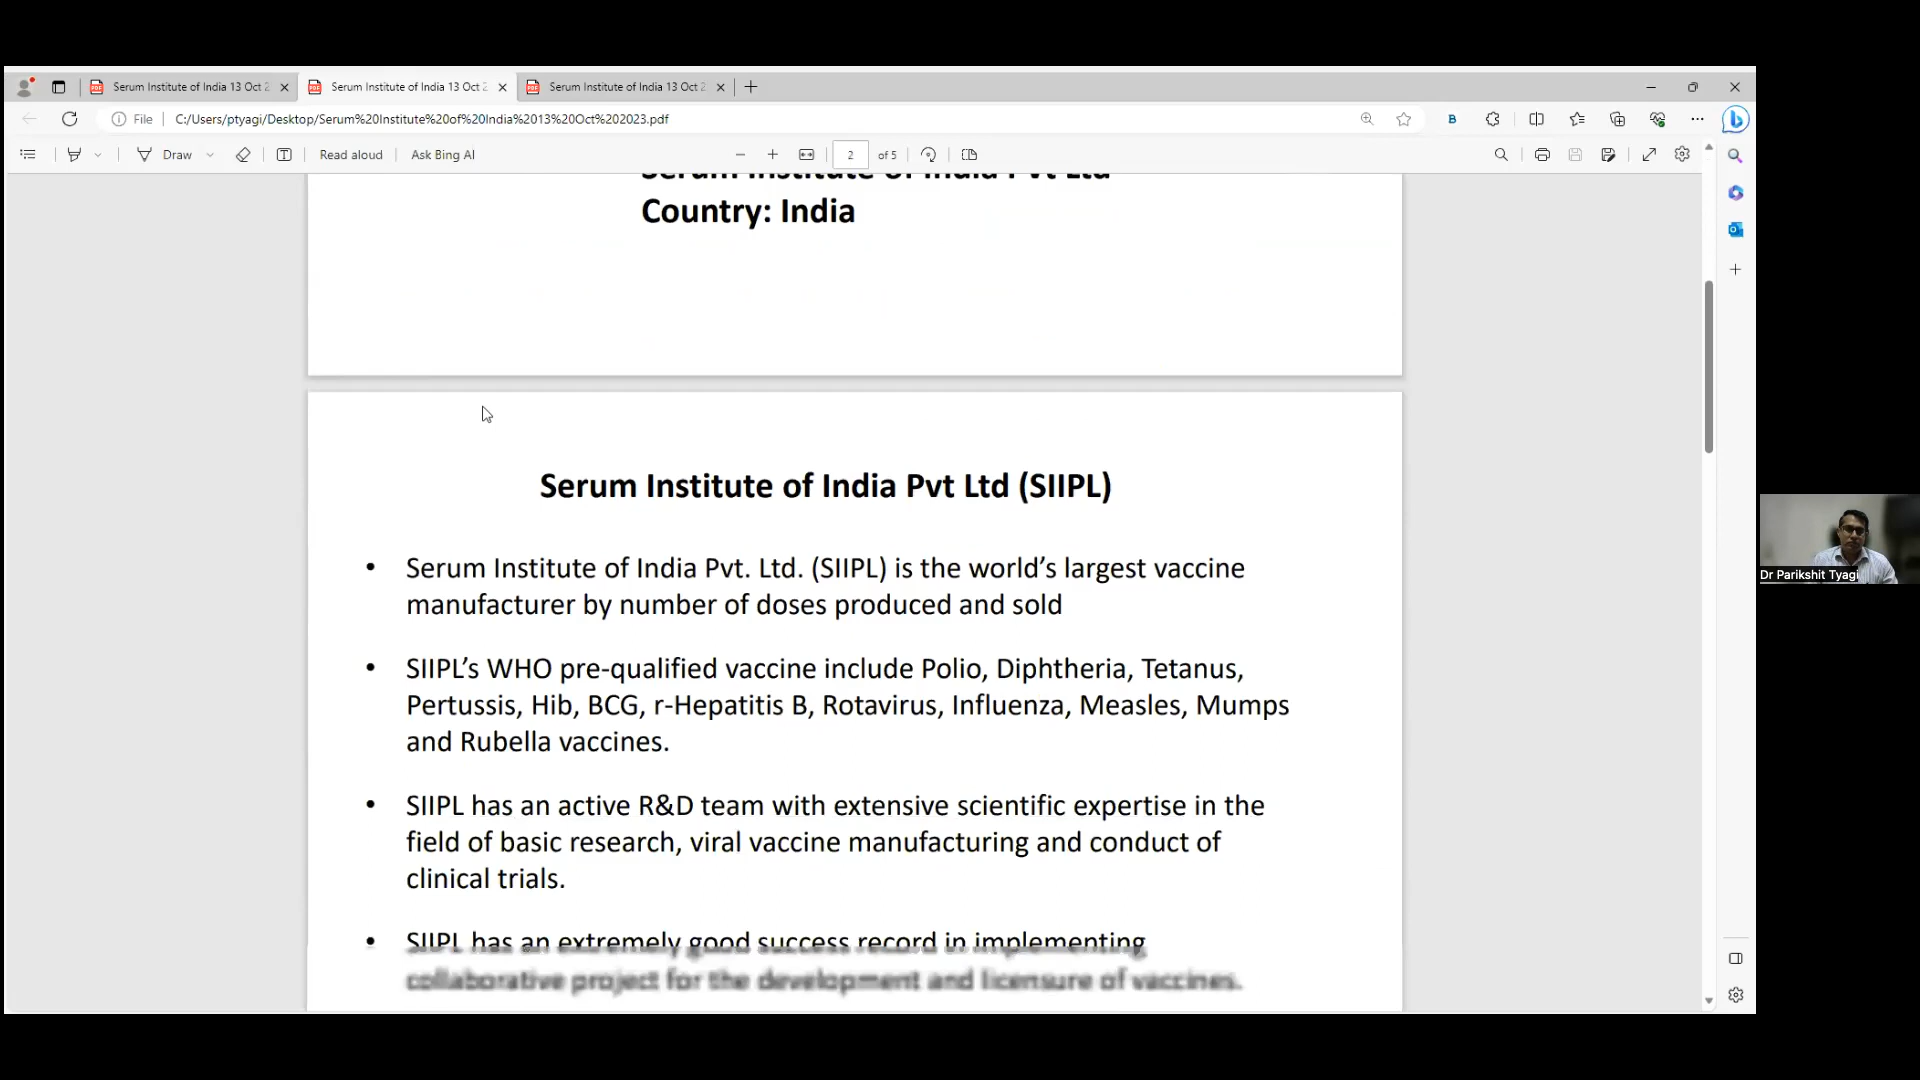 Serum Institute of India 13 Oct 2
Serum Institute of India 13 Oct 2
Serum Institute of India 13 Oct 2
File
C:/Users/ptyagi/Desktop/Serum%20Institute%20of%20India%2013%20Oct%202023.pdf
Draw
Read aloud
Ask Bing AI
2
of 5
Serum Institute of India Pvt Ltd
Country: India
Serum Institute of India Pvt Ltd (SIIPL)
• Serum Institute of India Pvt. Ltd. (SIIPL) is the world’s largest vaccine
manufacturer by number of doses produced and sold
• SIIPL’s WHO pre-qualified vaccine include Polio, Diphtheria, Tetanus,
Pertussis, Hib, BCG, r-Hepatitis B, Rotavirus, Influenza, Measles, Mumps
and Rubella vaccines.
• SIIPL has an active R&D team with extensive scientific expertise in the
field of basic research, viral vaccine manufacturing and conduct of
clinical trials.
• SIIPL has an extremely good success record in implementing
collaborative project for the development and licensure of vaccines.
Dr Parikshit Tyagi